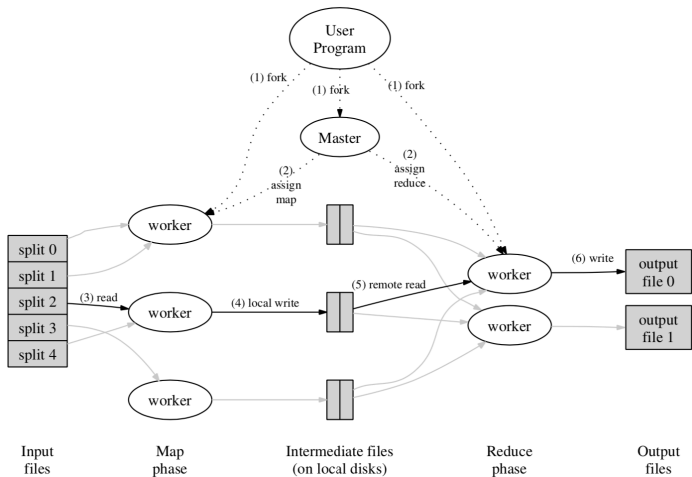 User
Program
(1) fork
(1) fork
(1) fork
Master
(2)
assign
map
(2)
assign
reduce
worker
split 0
split 1
split 2
split 3
split 4
(3) read
worker
(4) local write
(5) remote read
worker
(6) write
output
file 0
worker
output
file 1
worker
Input
files
Map
phase
Intermediate files
(on local disks)
Reduce
phase
Output
files